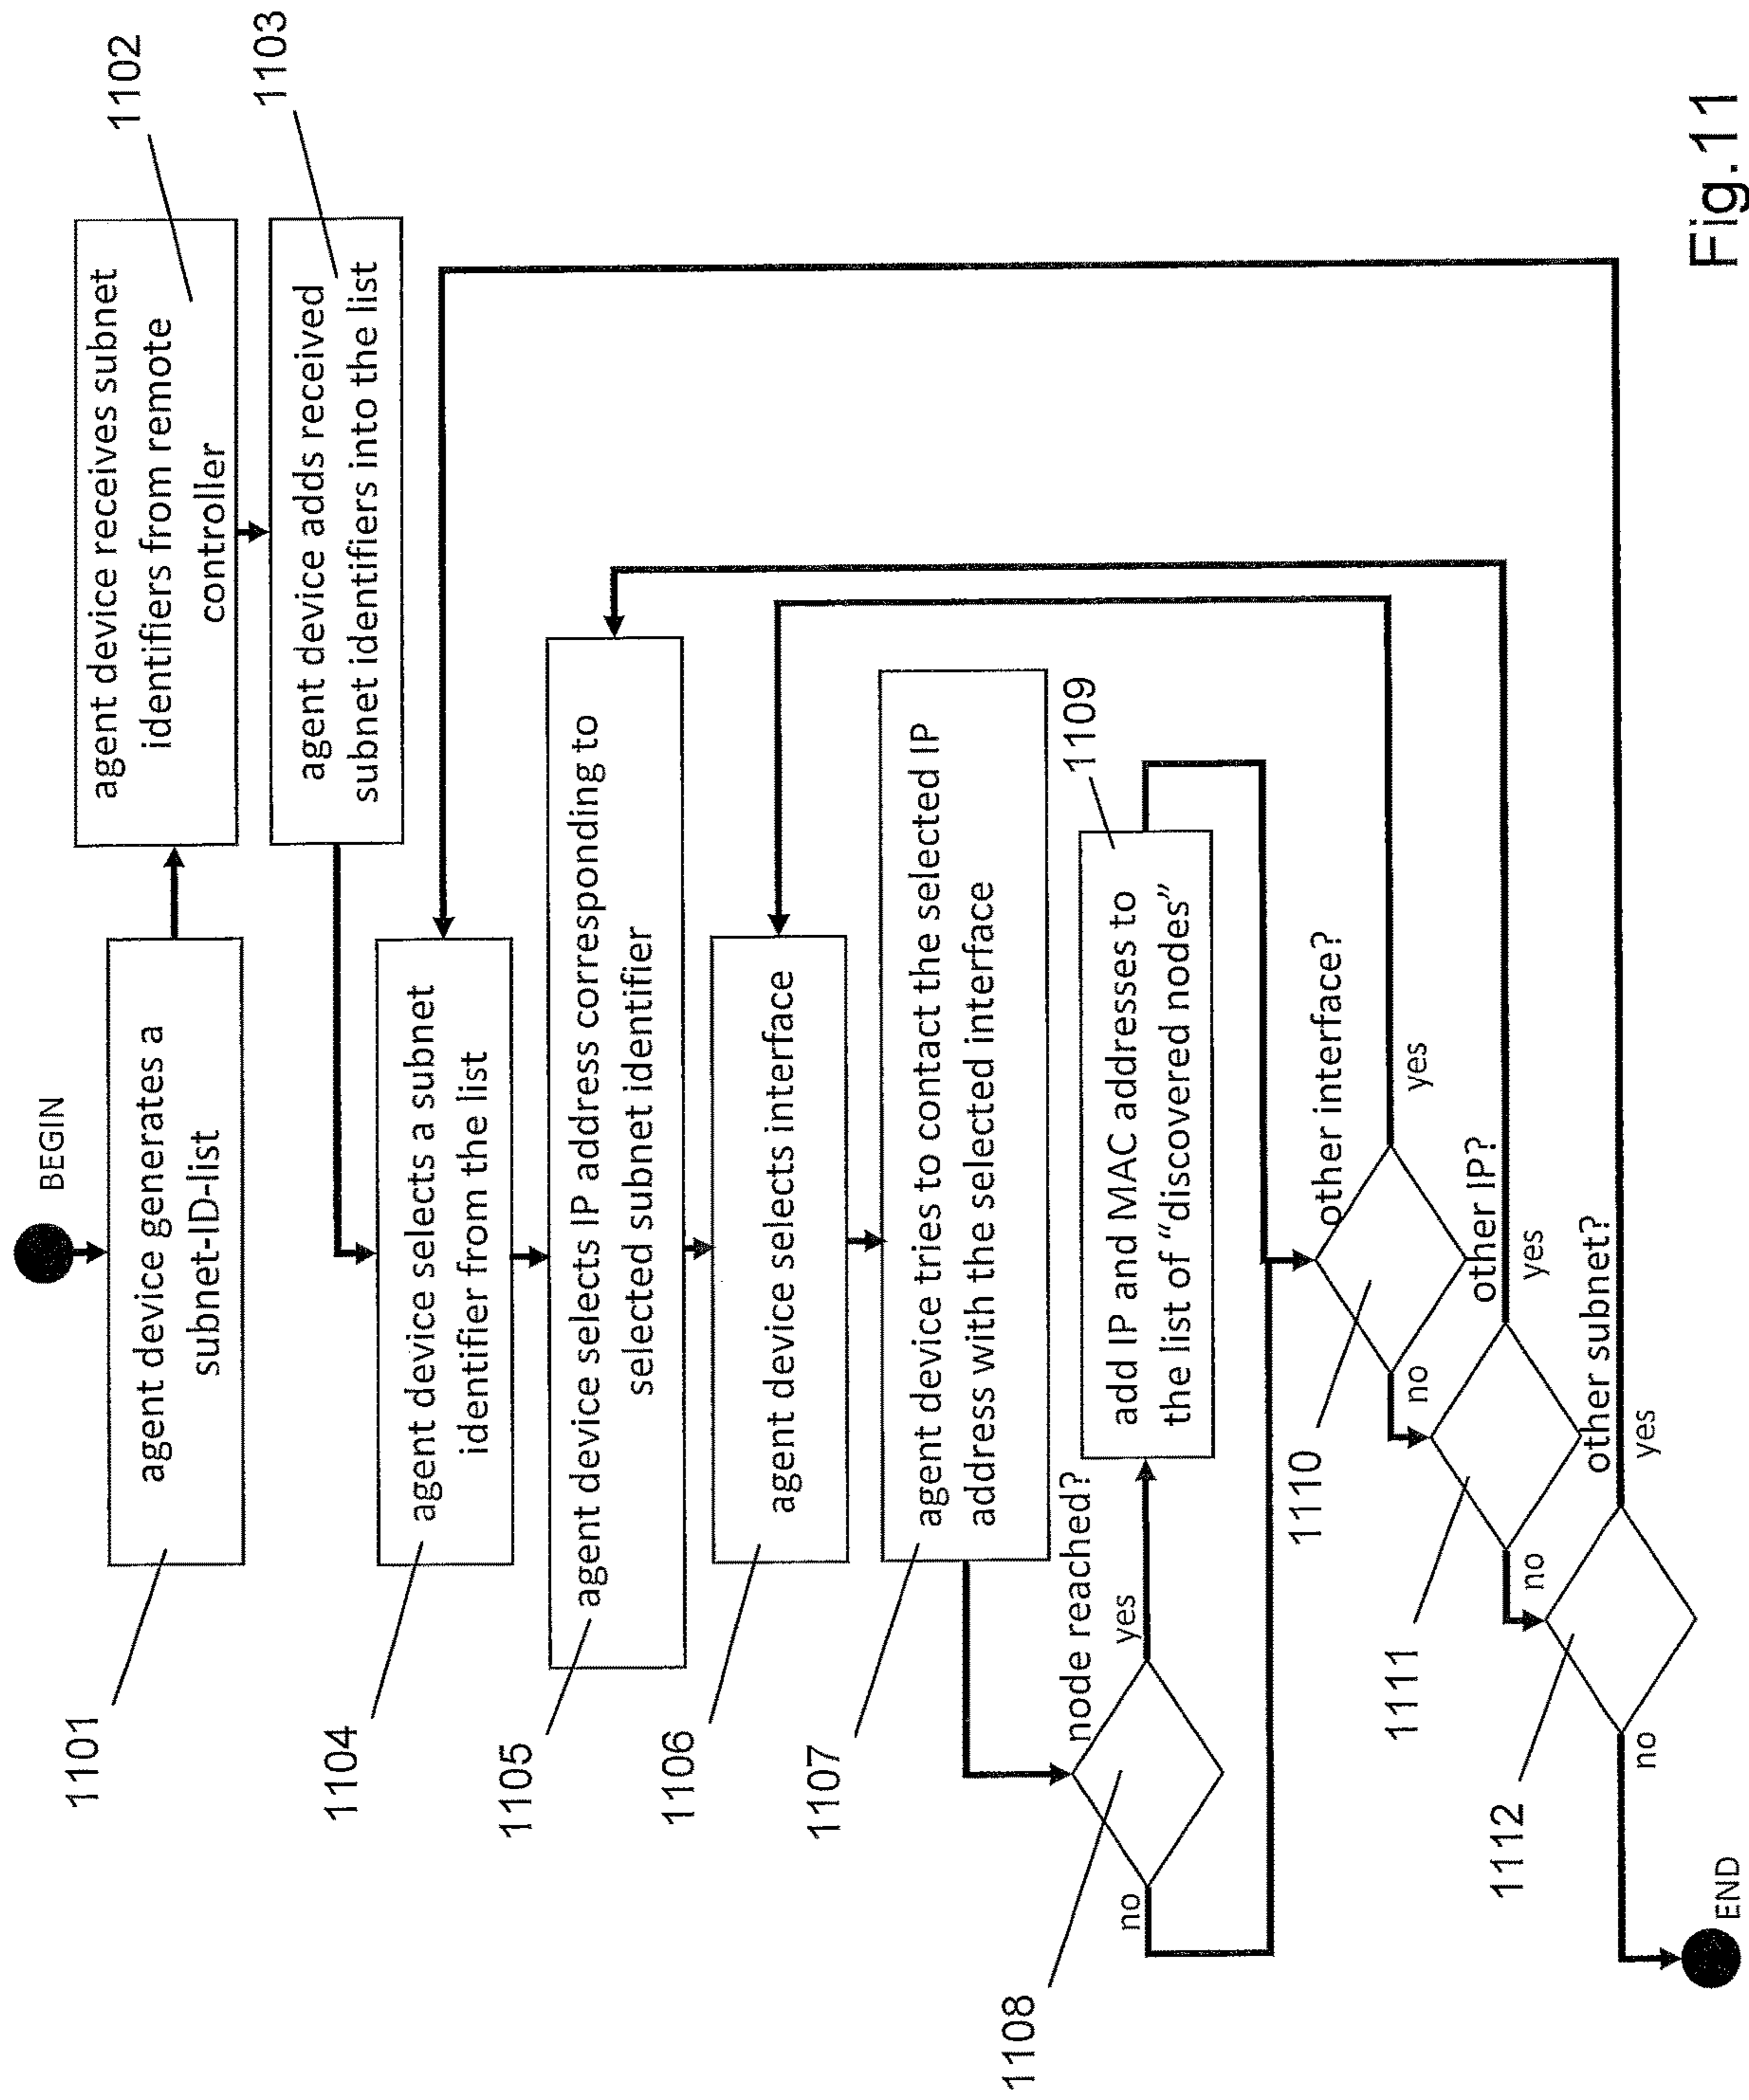 BEGIN
1101
agent device generates a
subnet-ID-list
agent device receives subnet
identifiers from remote
controller
1102
agent device adds received
subnet identifiers into the list
1103
1104
agent device selects a subnet
identifier from the list
1105
agent device selects IP address corresponding to
selected subnet identifier
1106
agent device selects interface
1107
agent device tries to contact the selected IP
address with the selected interface
1108
node reached?
yes
no
add IP and MAC addresses to
the list of “discovered nodes”
1109
other interface?
1110
yes
no
other IP?
1111
yes
no
other subnet?
1112
yes
no
END
Fig.11